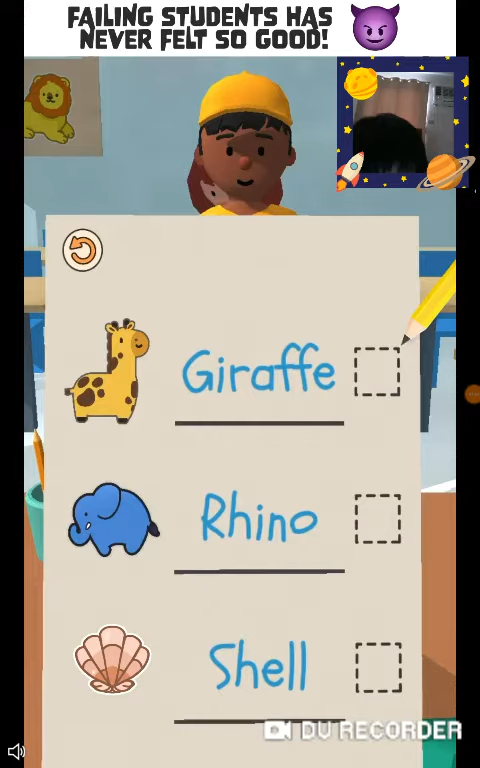 FAILING STUDENTS HAS
NEVER FELT SO GOOD!
Giraffe
Rhino
Shell
DU RECORDER